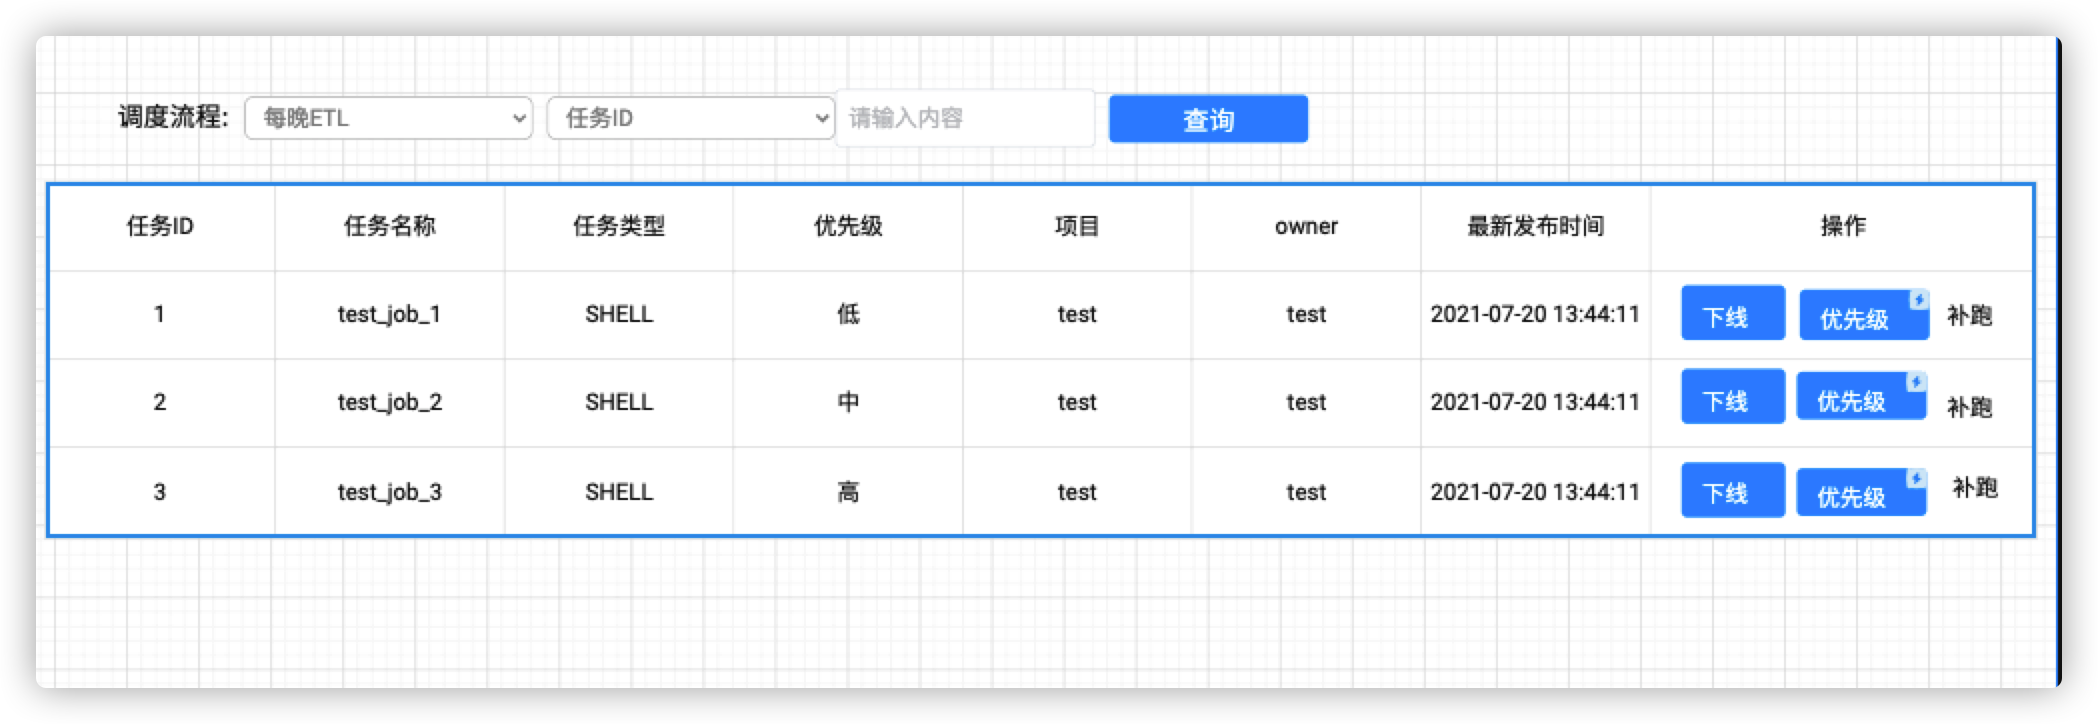 调度流程: 每晚ETL 任务ID 请输入内容 查询
任务ID 任务名称 任务类型 优先级 项目 owner 最新发布时间 操作
1 test_job_1 SHELL 低 test test 2021-07-20 13:44:11 下线 优先级 补跑
2 test_job_2 SHELL 中 test test 2021-07-20 13:44:11 下线 优先级 补跑
3 test_job_3 SHELL 高 test test 2021-07-20 13:44:11 下线 优先级 补跑